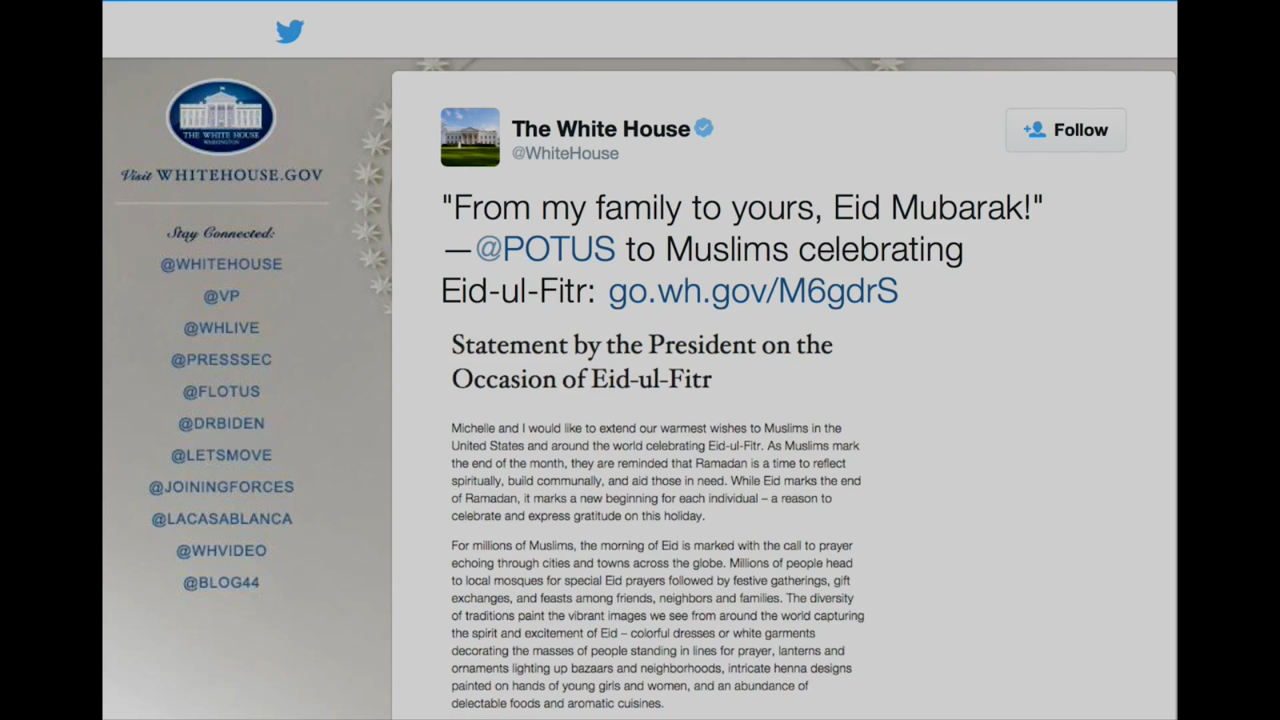 THE WHITE HOUSE
WASHINGTON
Visit WHITEHOUSE.GOV
Stay Connected:
@WHITEHOUSE
@VP
@WHLIVE
@PRESSSEC
@FLOTUS
@DRBIDEN
@LETSMOVE
@JOININGFORCES
@LACASABLANCA
@WHVIDEO
@BLOG44
The White House
@WhiteHouse
Follow
"From my family to yours, Eid Mubarak!"
—@POTUS to Muslims celebrating
Eid-ul-Fitr: go.wh.gov/M6gdrS
Statement by the President on the
Occasion of Eid-ul-Fitr
Michelle and I would like to extend our warmest wishes to Muslims in the
United States and around the world celebrating Eid-ul-Fitr. As Muslims mark
the end of the month, they are reminded that Ramadan is a time to reflect
spiritually, build communally, and aid those in need. While Eid marks the end
of Ramadan, it marks a new beginning for each individual – a reason to
celebrate and express gratitude on this holiday.
For millions of Muslims, the morning of Eid is marked with the call to prayer
echoing through cities and towns across the globe. Millions of people head
to local mosques for special Eid prayers followed by festive gatherings, gift
exchanges, and feasts among friends, neighbors and families. The diversity
of traditions paint the vibrant images we see from around the world capturing
the spirit and excitement of Eid – colorful dresses or white garments
decorating the masses of people standing in lines for prayer, lanterns and
ornaments lighting up bazaars and neighborhoods, intricate henna designs
painted on hands of young girls and women, and an abundance of
delectable foods and aromatic cuisines.